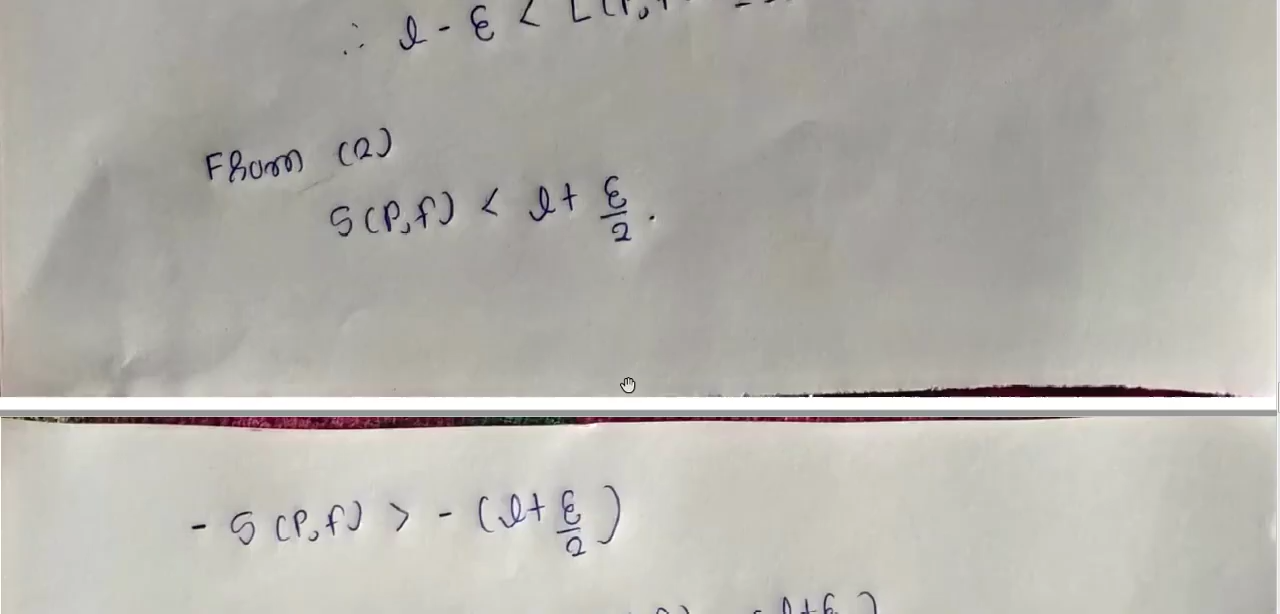 ∴ l - ε < L(P,
From (2)
S(P,f) < l + ε/2.
- S(P,f) > - (l + ε/2)
l + ε )